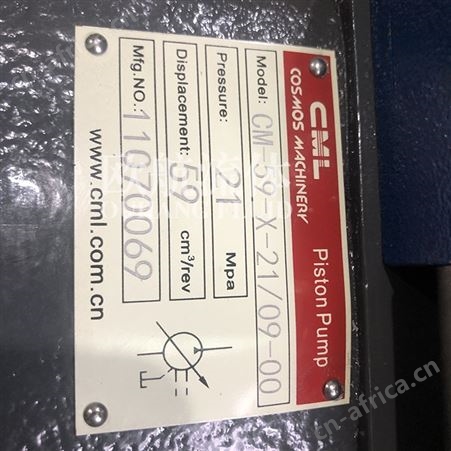 CML
COSMOS MACHINERY
Piston Pump
Model: CM-59-X-21/09-00
Pressure: 21 Mpa
Displacement: 59 cm³/rev
Mfg.NO.: 11070069
www.cml.com.cn
cn-africa.cn